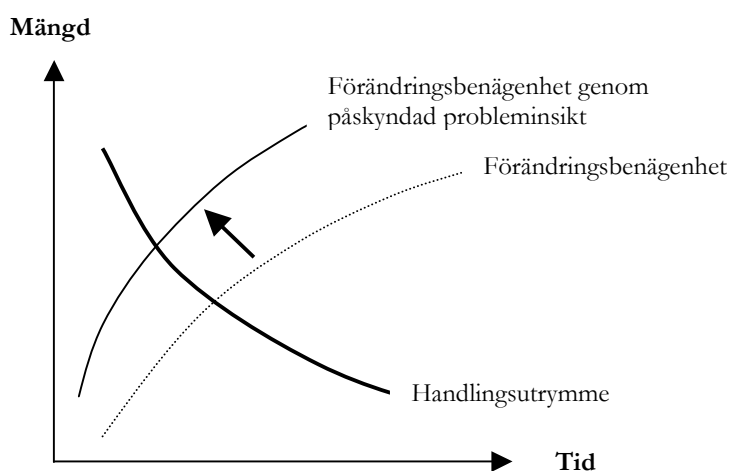 Mängd
Förändringsbenägenhet genom
påskyndad probleminsikt
Förändringsbenägenhet
Handlingsutrymme
Tid